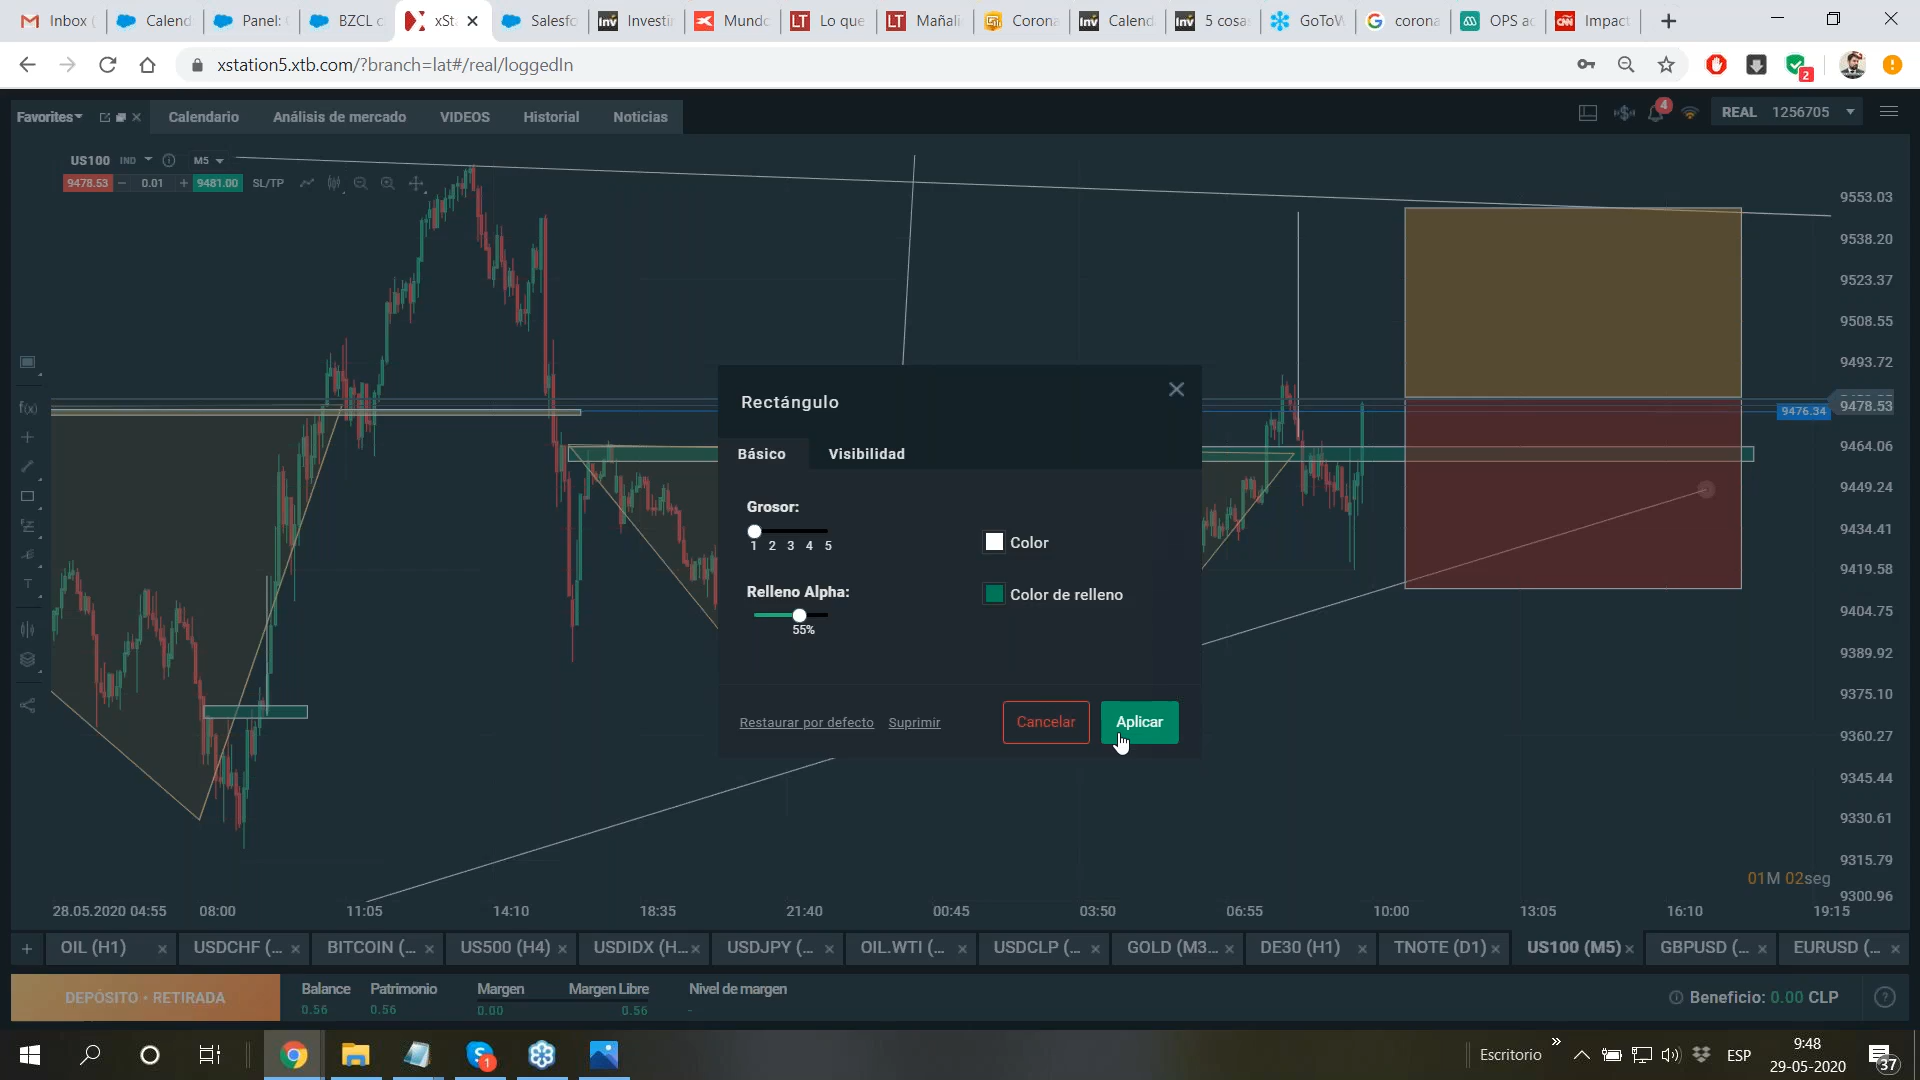 Inbox (
Calend
Panel:
BZCL c
xSt
Salesfo
Investi
Mundo
Lo que
Mañali
Corona
Calend
5 cosa
GoToW
corona
OPS ac
Impact
xstation5.xtb.com/?branch=lat#/real/loggedIn
2
Favorites
Calendario
Análisis de mercado
VIDEOS
Historial
Noticias
4
REAL 1256705
US100 IND
M5
9478.53
0.01
9481.00
SL/TP
9553.03
9538.20
9523.37
9508.55
9493.72
9478.53
9476.34
9464.06
9449.24
9434.41
9419.58
9404.75
9389.92
9375.10
9360.27
9345.44
9330.61
9315.79
9300.96
f(x)
T
Rectángulo
Básico
Visibilidad
Grosor:
1 2 3 4 5
Color
Relleno Alpha:
55%
Color de relleno
Restaurar por defecto
Suprimir
Cancelar
Aplicar
01M 02seg
28.05.2020 04:55
08:00
11:05
14:10
18:35
21:40
00:45
03:50
06:55
10:00
13:05
16:10
19:15
OIL (H1)
USDCHF (...
BITCOIN (...
US500 (H4)
USDIDX (H...
USDJPY (...
OIL.WTI (...
USDCLP (...
GOLD (M3...
DE30 (H1)
TNOTE (D1)
US100 (M5)
GBPUSD (...
EURUSD (...
DEPÓSITO • RETIRADA
Balance
0.56
Patrimonio
0.56
Margen
0.00
Margen Libre
0.56
Nivel de margen
-
Beneficio: 0.00 CLP
?
1
Escritorio
ESP
9:48
29-05-2020
37